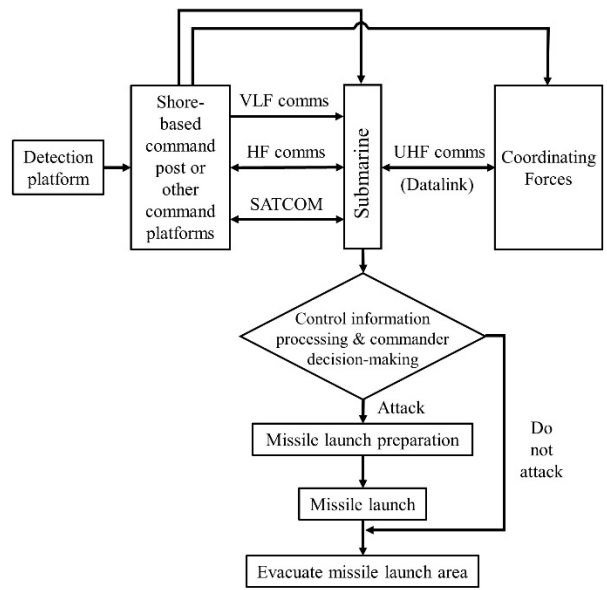 Detection
platform
Shore-
based
command
post or
other
command
platforms
VLF comms
HF comms
SATCOM
Submarine
UHF comms
(Datalink)
Coordinating
Forces
Control information
processing & commander
decision-making
Attack
Do
not
attack
Missile launch preparation
Missile launch
Evacuate missile launch area